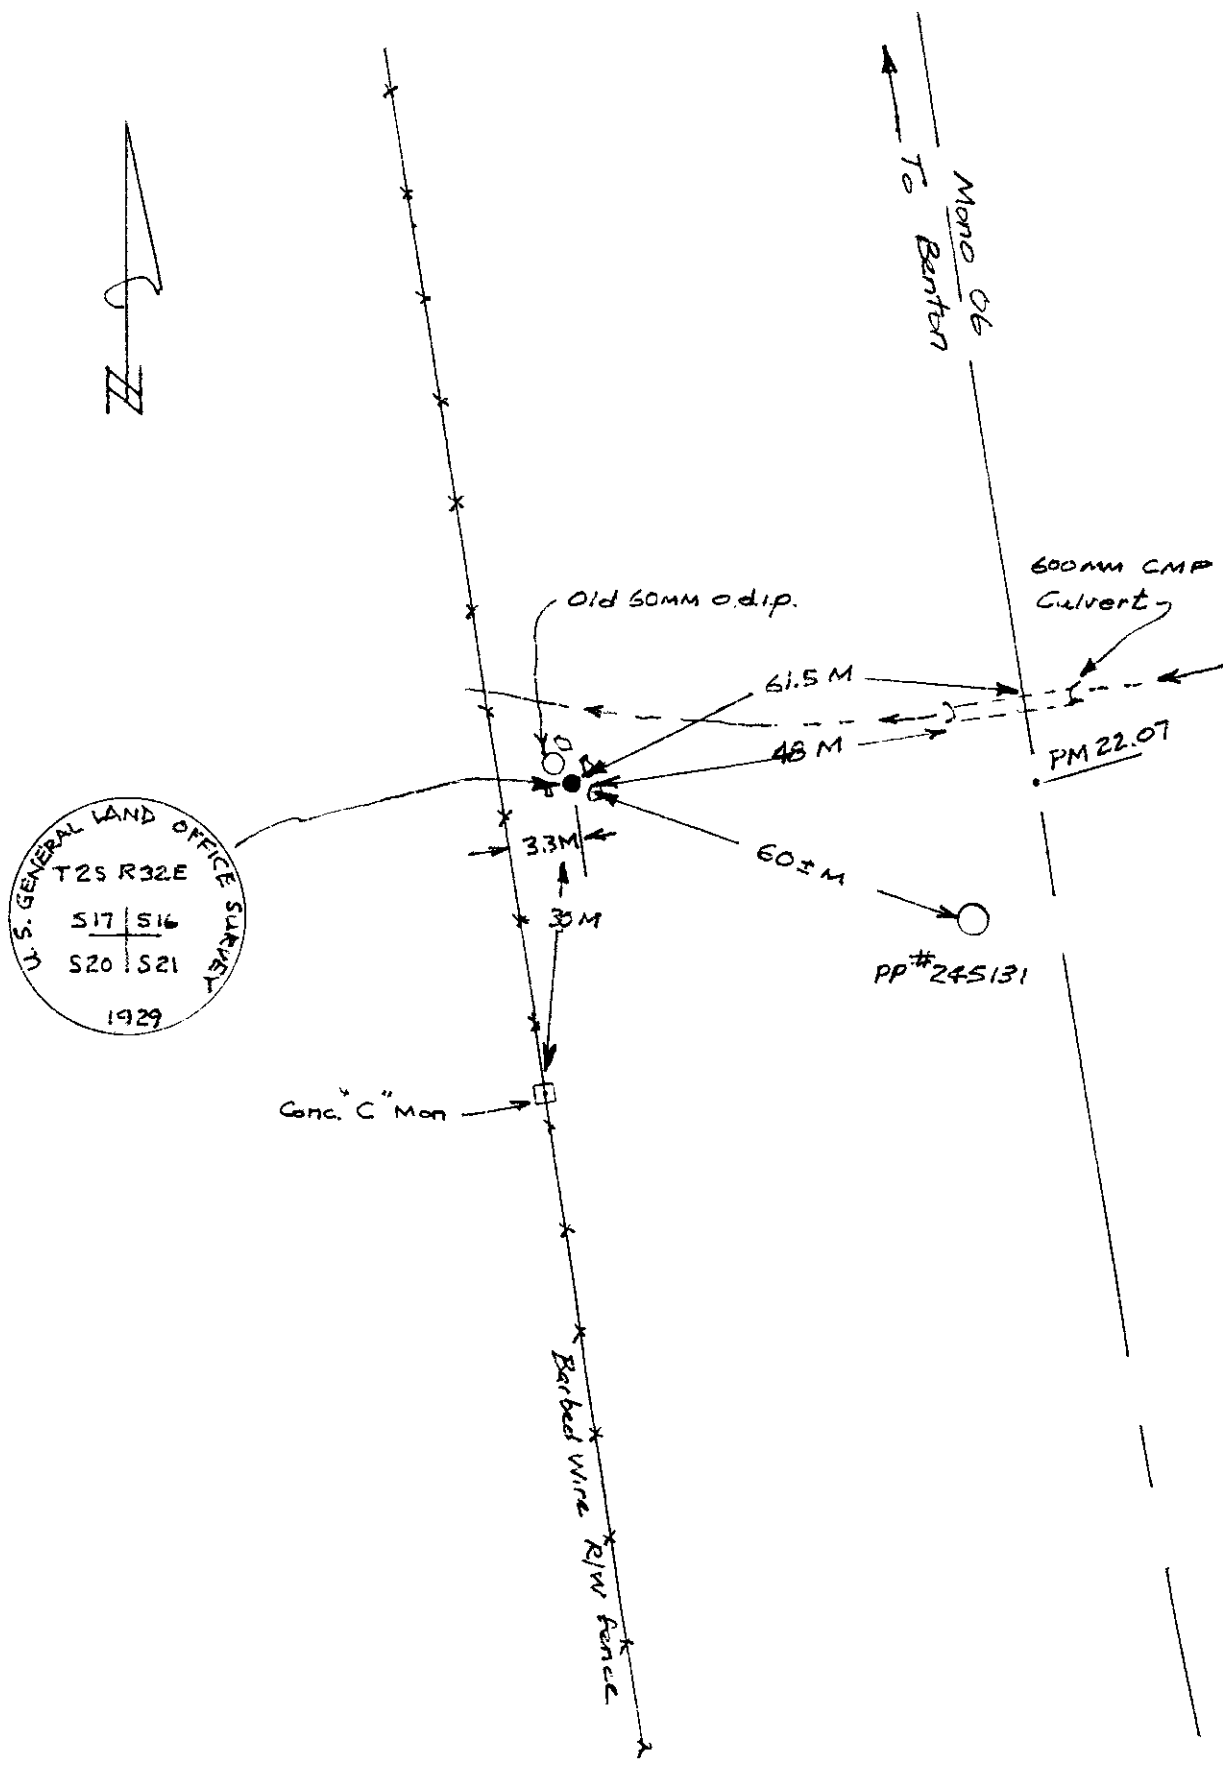 N
Mono 06
To Benton
600MM CMP
Culvert
Old 50MM o.d.i.p.
61.5 M
48 M
PM 22.07
3.3M
60±M
30 M
PP #245131
U.S. GENERAL LAND OFFICE SURVEY
T2S R32E
S17 S16
S20 S21
1929
Conc. "C" Mon
Barbed Wire R/W fence